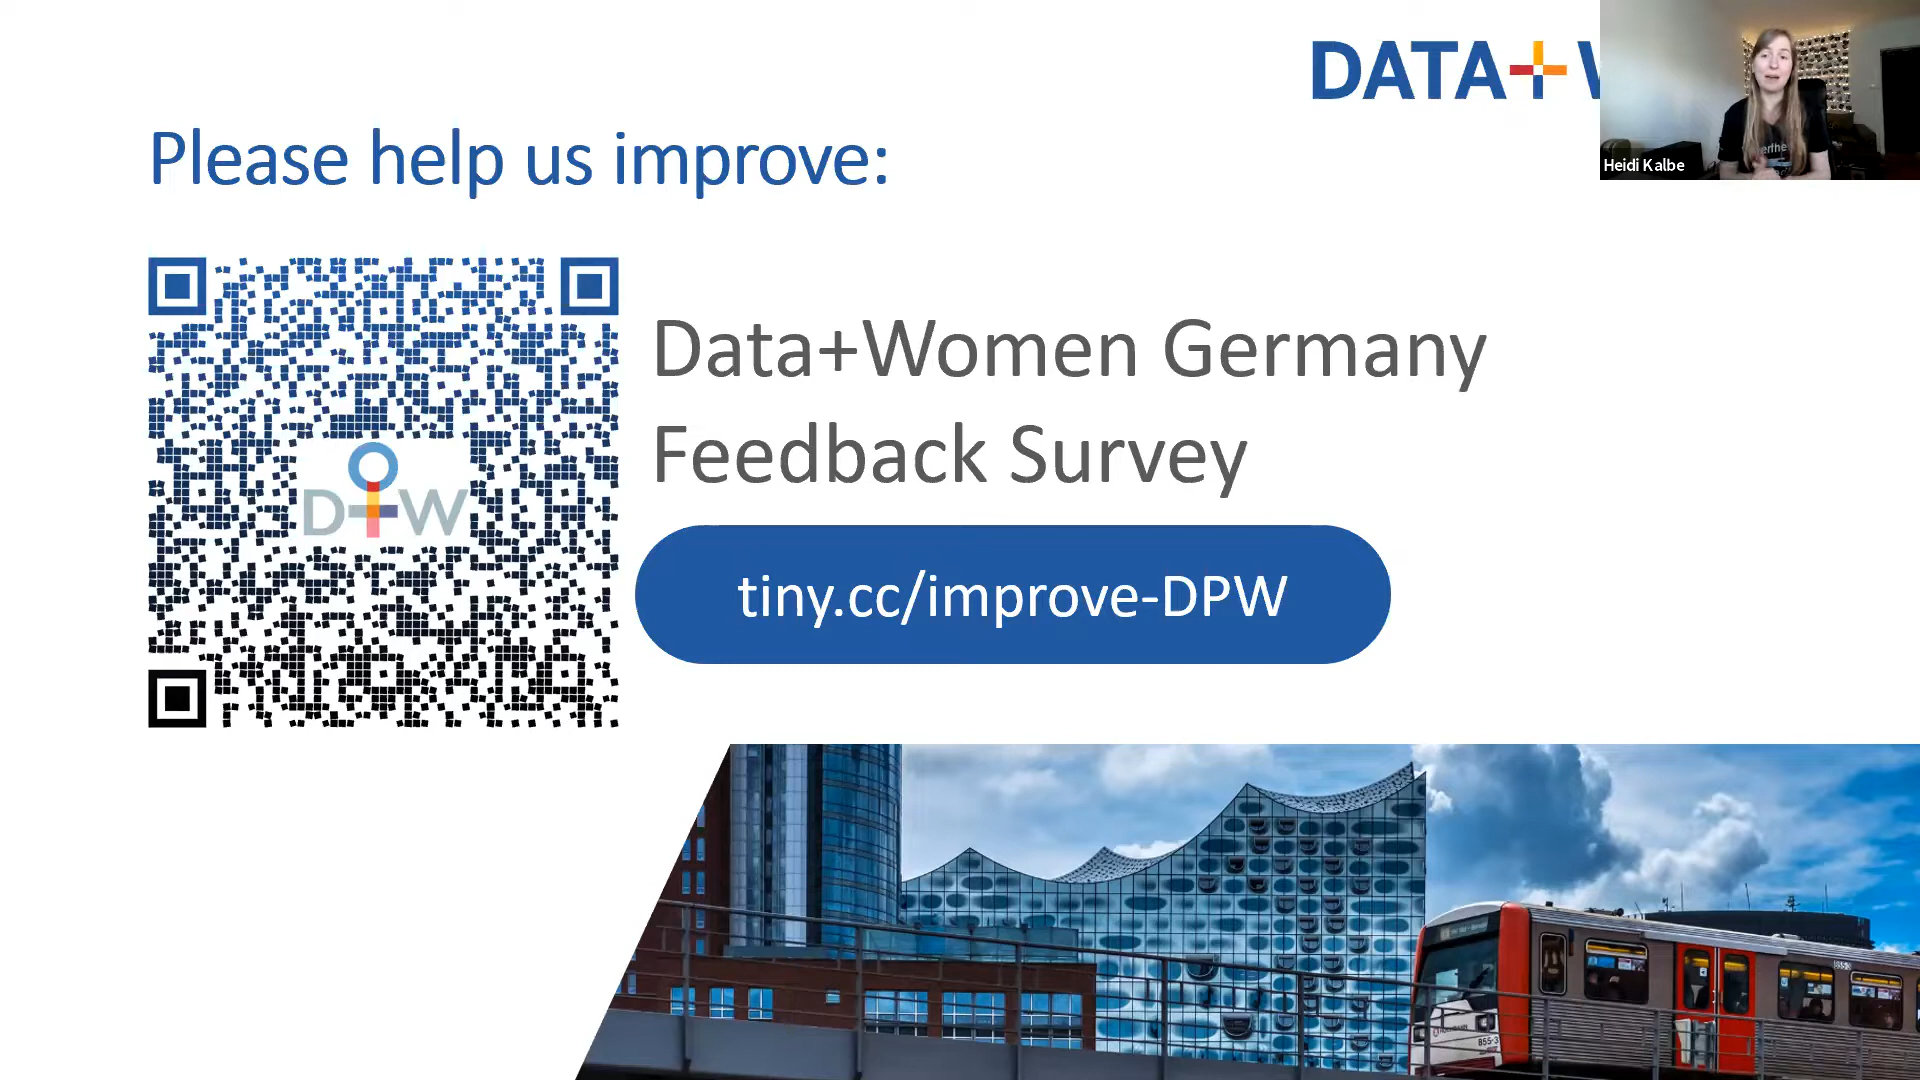 DATA+
Please help us improve:
Heidi Kalbe
D+W
Data+Women Germany
Feedback Survey
tiny.cc/improve-DPW